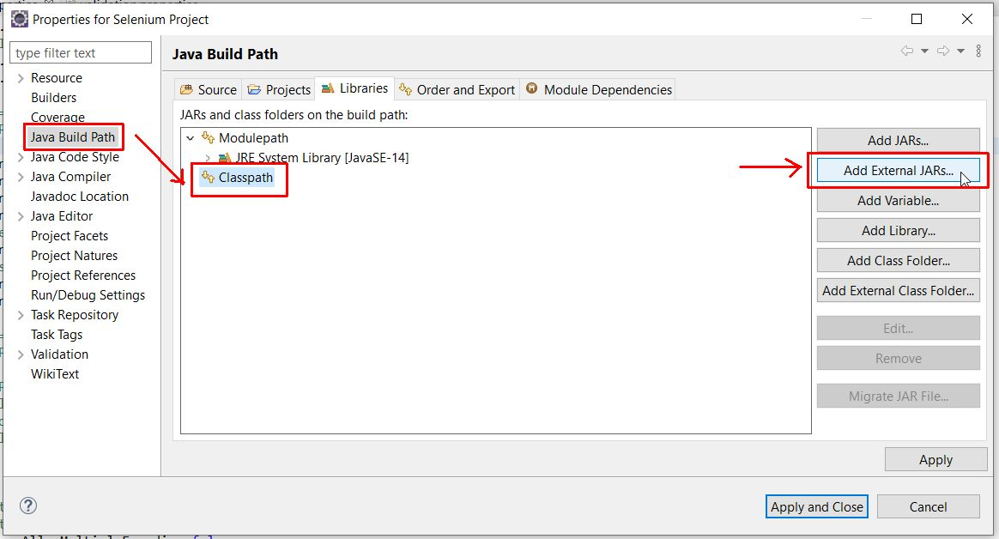 Properties for Selenium Project
type filter text
Resource
Builders
Coverage
Java Build Path
Java Code Style
Java Compiler
Javadoc Location
Java Editor
Project Facets
Project Natures
Project References
Run/Debug Settings
Task Repository
Task Tags
Validation
WikiText
Java Build Path
Source Projects Libraries Order and Export Module Dependencies
JARs and class folders on the build path:
Modulepath
JRE System Library [JavaSE-14]
Classpath
Add JARs...
Add External JARs...
Add Variable...
Add Library...
Add Class Folder...
Add External Class Folder...
Edit...
Remove
Migrate JAR File...
Apply
Apply and Close Cancel